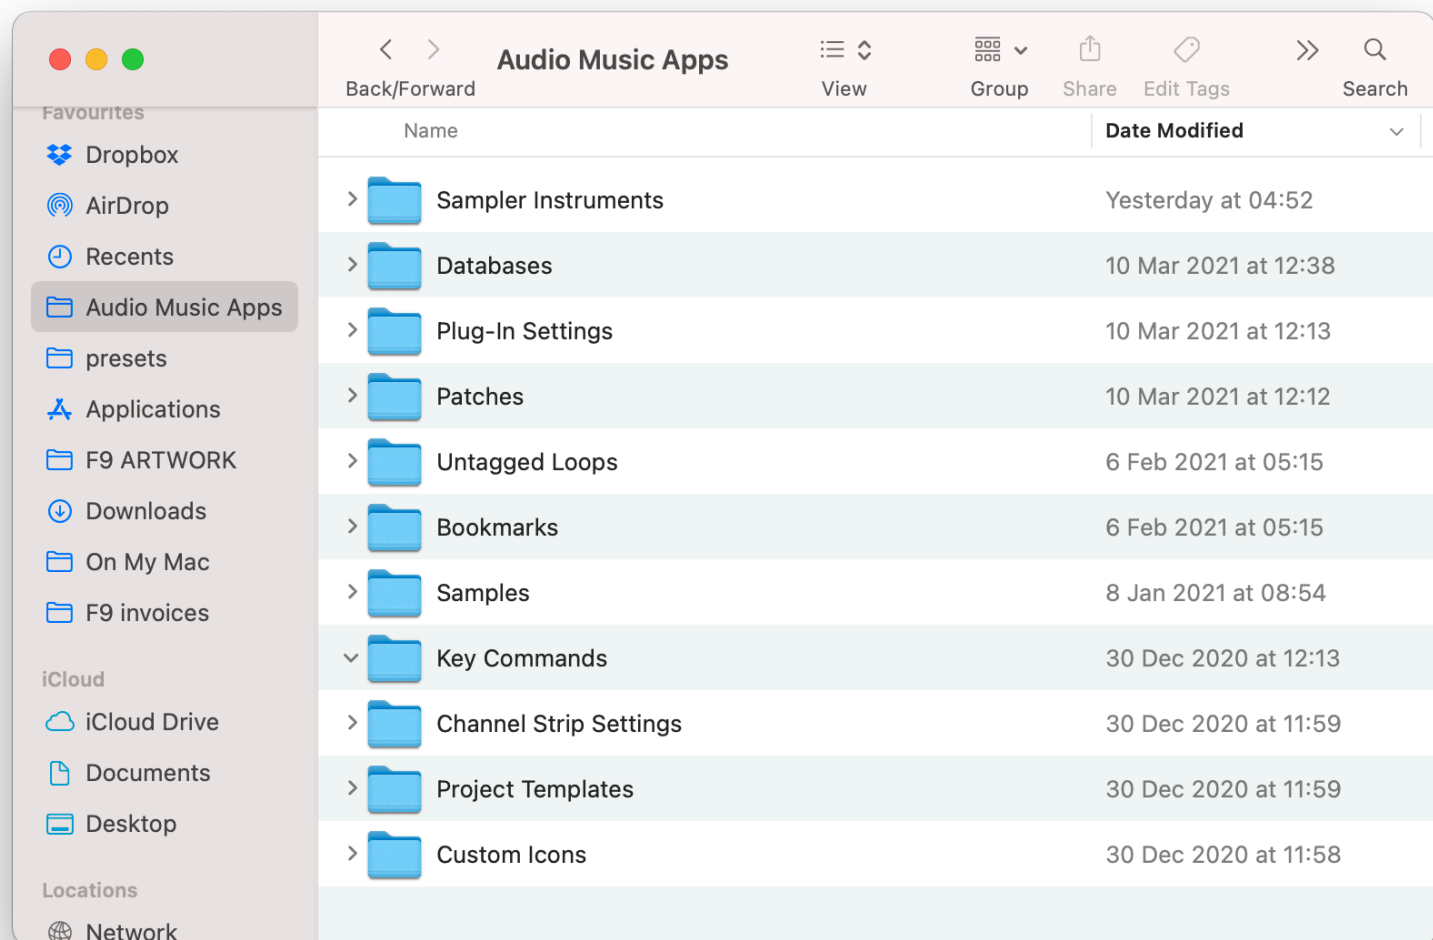 Audio Music Apps
Back/Forward
View
Group
Share
Edit Tags
Search
Favourites
Dropbox
AirDrop
Recents
Audio Music Apps
presets
Applications
F9 ARTWORK
Downloads
On My Mac
F9 invoices
iCloud
iCloud Drive
Documents
Desktop
Locations
Network
Name Date Modified
Sampler Instruments Yesterday at 04:52
Databases 10 Mar 2021 at 12:38
Plug-In Settings 10 Mar 2021 at 12:13
Patches 10 Mar 2021 at 12:12
Untagged Loops 6 Feb 2021 at 05:15
Bookmarks 6 Feb 2021 at 05:15
Samples 8 Jan 2021 at 08:54
Key Commands 30 Dec 2020 at 12:13
Channel Strip Settings 30 Dec 2020 at 11:59
Project Templates 30 Dec 2020 at 11:59
Custom Icons 30 Dec 2020 at 11:58